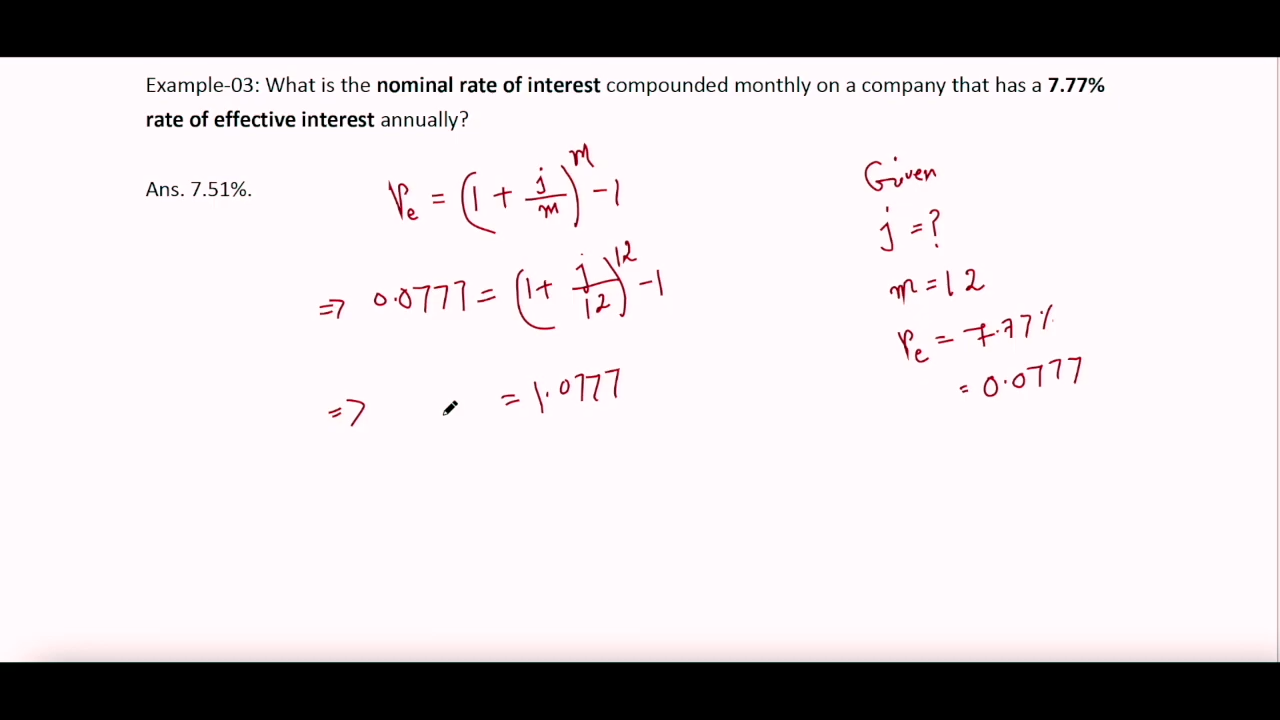 Example-03: What is the nominal rate of interest compounded monthly on a company that has a 7.77%
rate of effective interest annually?
Ans. 7.51%.
r_e = (1 + j/m)^m - 1
⇒ 0.0777 = (1 + j/12)^12 - 1
⇒ = 1.0777
Given
j = ?
m = 12
r_e = 7.77%
= 0.0777